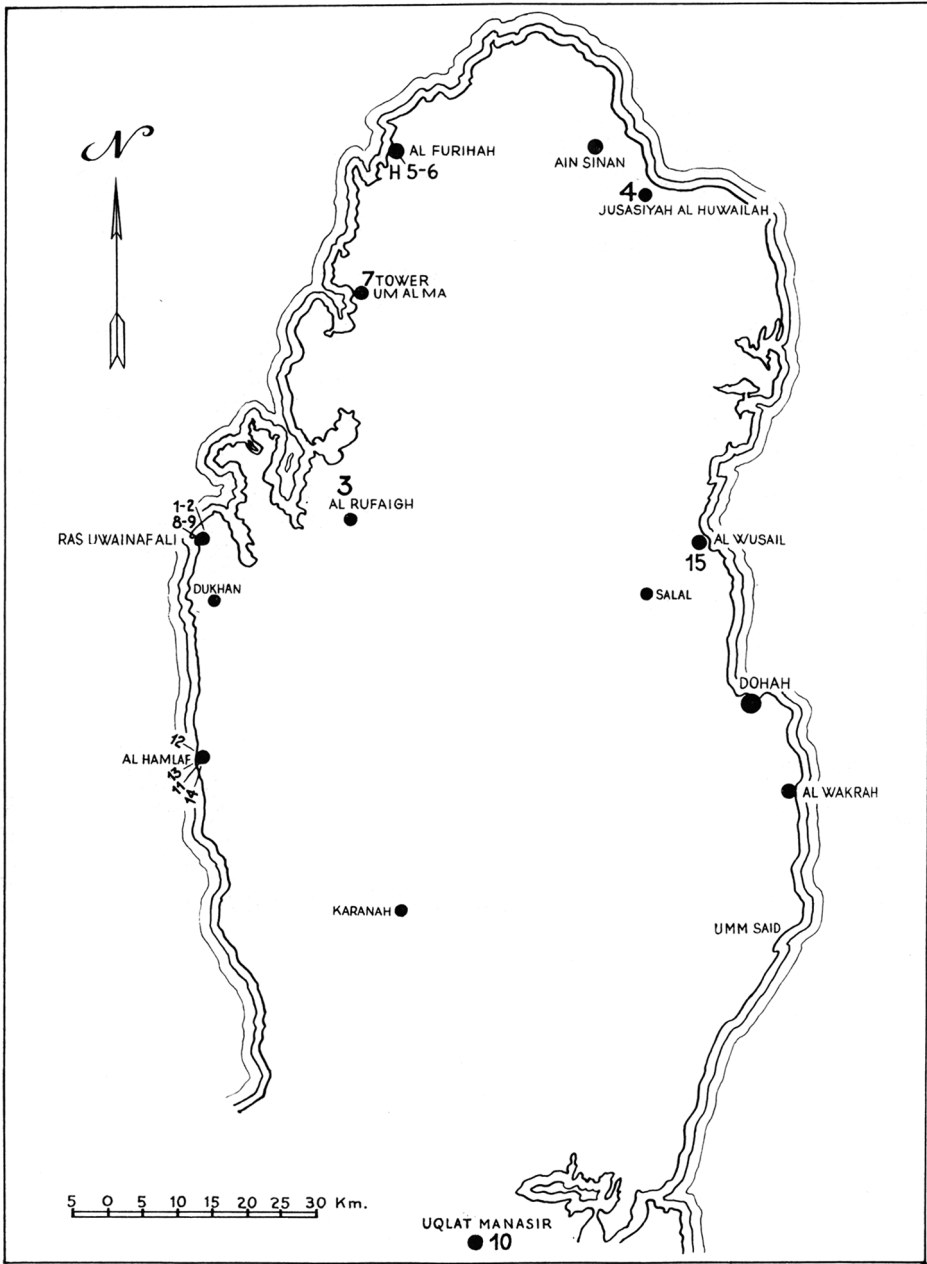 N
AL FURIHAH
H 5-6
AIN SINAN
4
JUSASIYAH AL HUWAILAH
7 TOWER
UM AL MA
3
AL RUFAIGH
1-2
8-9
RAS UWAINAF ALI
AL WUSAIL
15
DUKHAN
SALAL
DOHAH
12
AL HAMLAF
13
11
14
AL WAKRAH
KARANAH
UMM SAID
5 0 5 10 15 20 25 30 Km.
UQLAT MANASIR
10